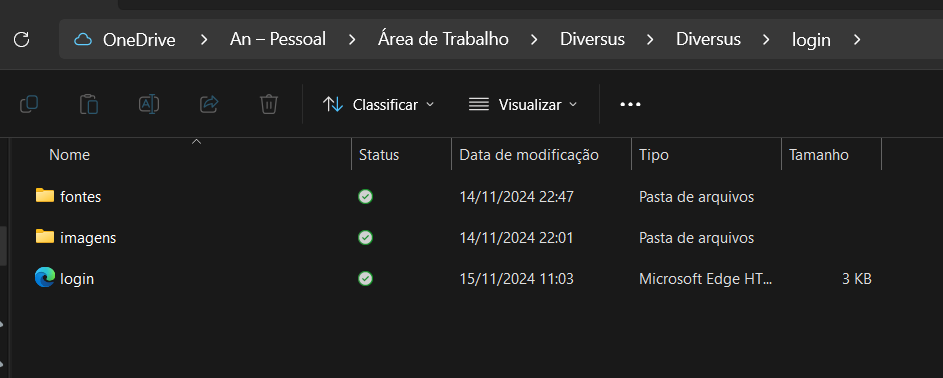 OneDrive > An – Pessoal > Área de Trabalho > Diversus > Diversus > login >
Classificar Visualizar
Nome Status Data de modificação Tipo Tamanho
fontes 14/11/2024 22:47 Pasta de arquivos
imagens 14/11/2024 22:01 Pasta de arquivos
login 15/11/2024 11:03 Microsoft Edge HT... 3 KB